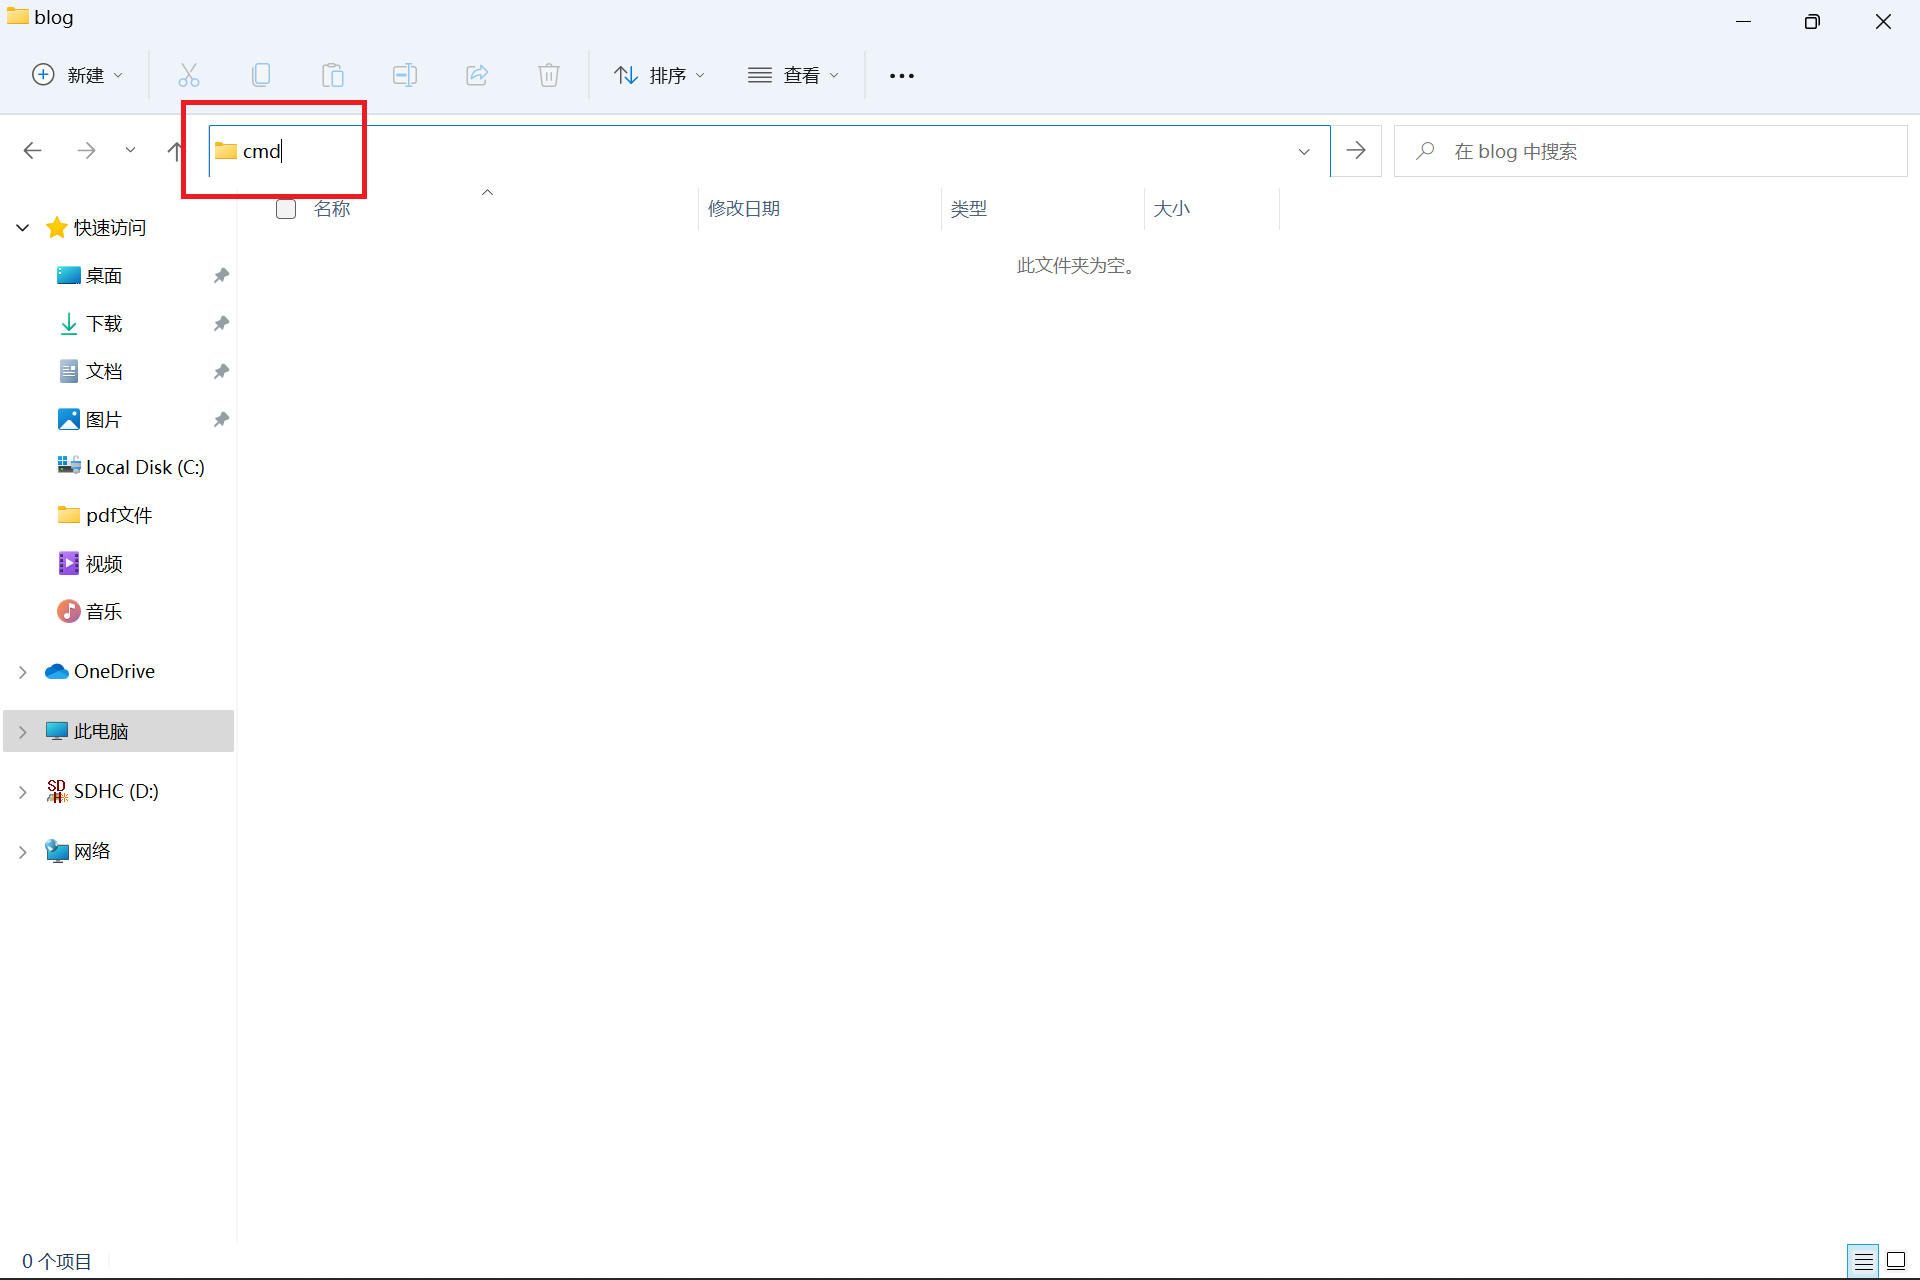 blog
新建
排序
查看
cmd
在 blog 中搜索
名称
修改日期
类型
大小
此文件夹为空。
快速访问
桌面
下载
文档
图片
Local Disk (C:)
pdf文件
视频
音乐
OneDrive
此电脑
SD
SDHC (D:)
网络
0 个项目